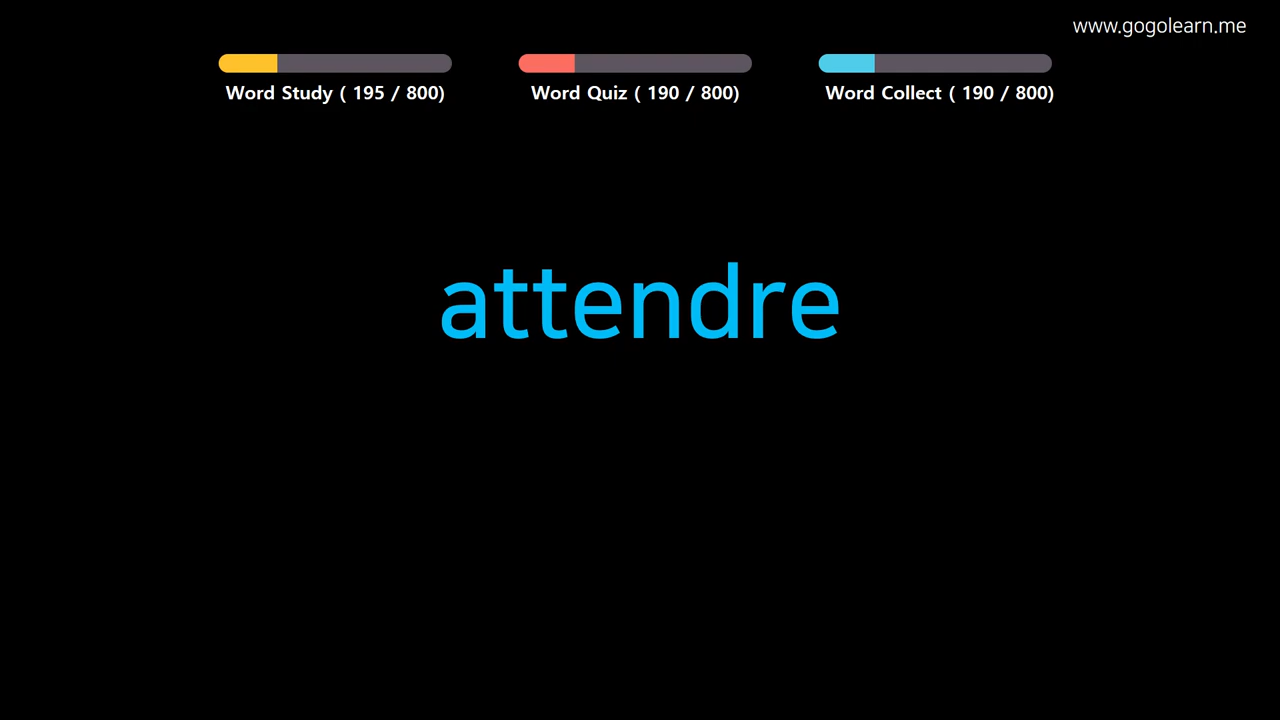 www.gogolearn.me
Word Study ( 195 / 800)
Word Quiz ( 190 / 800)
Word Collect ( 190 / 800)
attendre